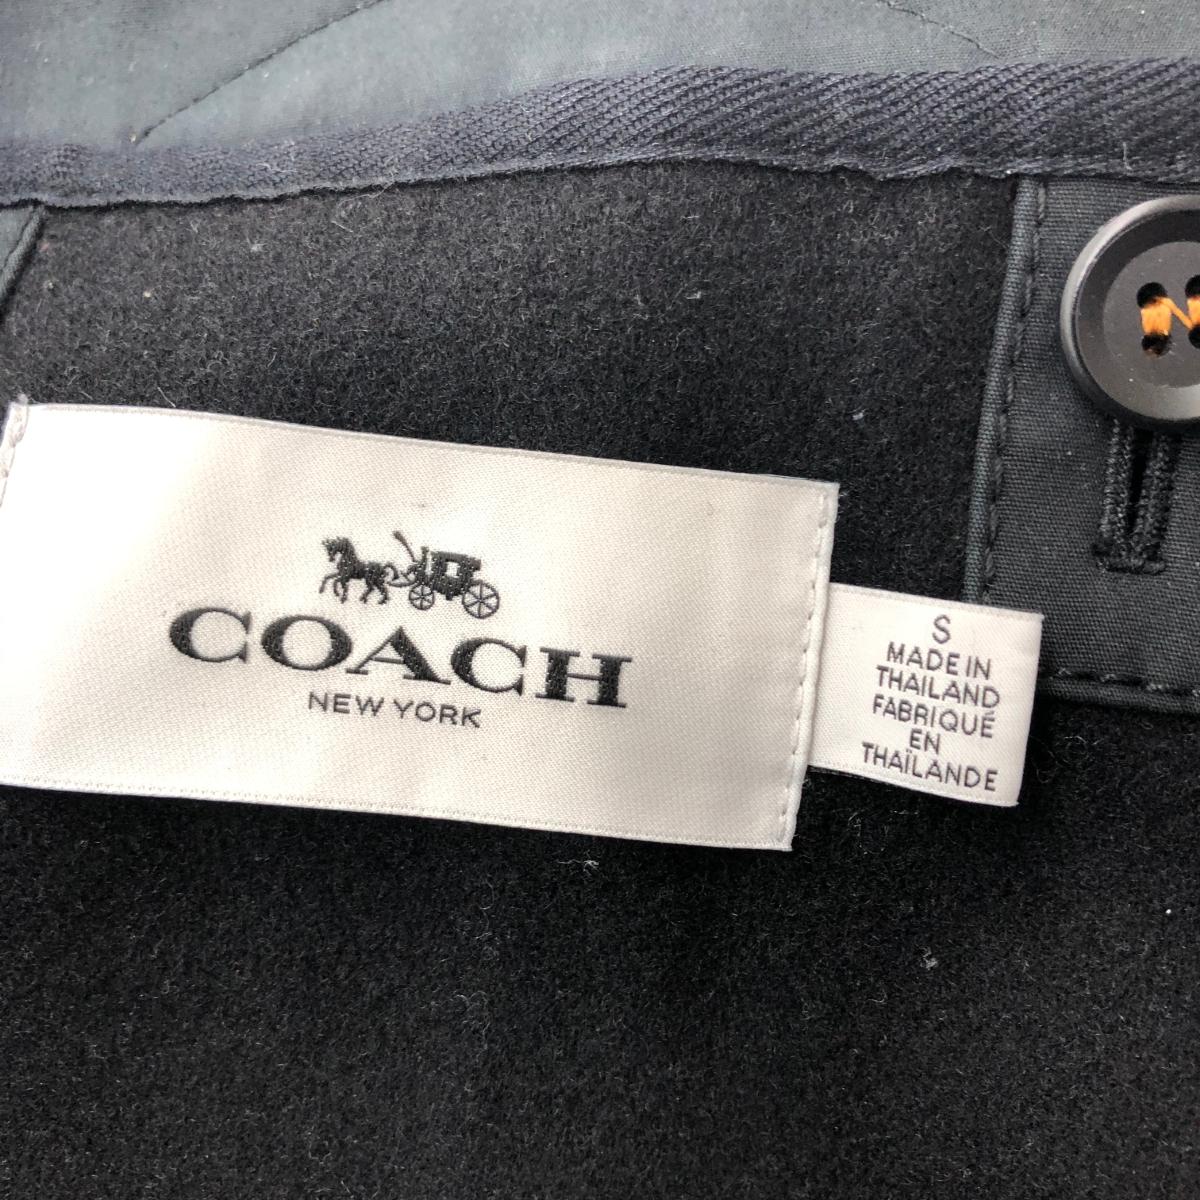 COACH
NEW YORK
S
MADE IN
THAILAND
FABRIQUÉ
EN
THAÏLANDE